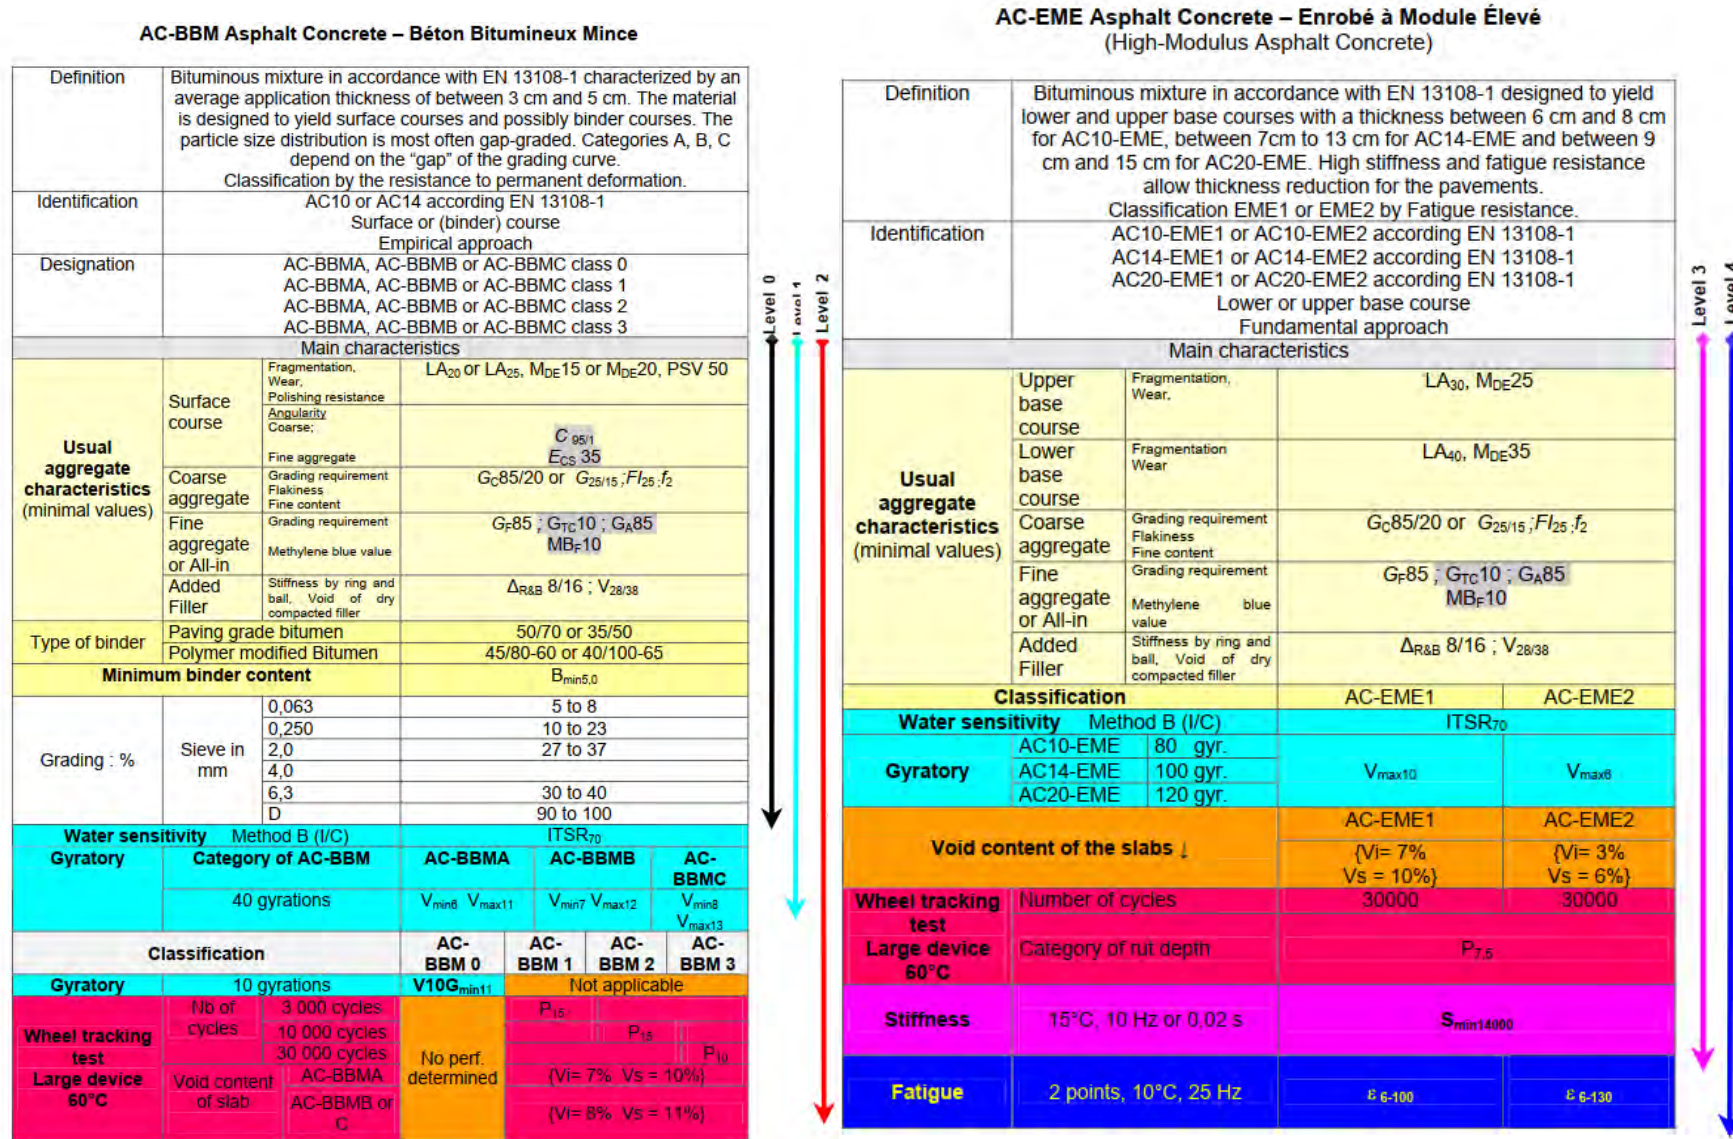 AC-BBM Asphalt Concrete – Béton Bitumineux Mince
Definition
Bituminous mixture in accordance with EN 13108-1 characterized by an
average application thickness of between 3 cm and 5 cm. The material
is designed to yield surface courses and possibly binder courses. The
particle size distribution is most often gap-graded. Categories A, B, C
depend on the “gap” of the grading curve.
Classification by the resistance to permanent deformation.
Identification
AC10 or AC14 according EN 13108-1
Surface or (binder) course
Empirical approach
Designation
AC-BBMA, AC-BBMB or AC-BBMC class 0
AC-BBMA, AC-BBMB or AC-BBMC class 1
AC-BBMA, AC-BBMB or AC-BBMC class 2
AC-BBMA, AC-BBMB or AC-BBMC class 3
Main characteristics
Usual
aggregate
characteristics
(minimal values)
Surface
course
Fragmentation,
Wear,
Polishing resistance
LA20 or LA25, MDE15 or MDE20, PSV 50
Angularity
Coarse;
Fine aggregate
C 95/1
ECS 35
Coarse
aggregate
Grading requirement
Flakiness
Fine content
GC85/20 or G25/15 ;FI25 ;f2
Fine
aggregate
or All-in
Grading requirement
Methylene blue value
GF85 ; GTC10 ; GA85
MBF10
Added
Filler
Stiffness by ring and
ball, Void of dry
compacted filler
ΔR&B 8/16 ; V28/38
Type of binder
Paving grade bitumen
50/70 or 35/50
Polymer modified Bitumen
45/80-60 or 40/100-65
Minimum binder content
Bmin5,0
Grading : %
Sieve in
mm
0,063
5 to 8
0,250
10 to 23
2,0
27 to 37
4,0
6,3
30 to 40
D
90 to 100
Water sensitivity Method B (I/C)
ITSR70
Gyratory
Category of AC-BBM
AC-BBMA
AC-BBMB
AC-
BBMC
40 gyrations
Vmin6 Vmax11
Vmin7 Vmax12
Vmin8
Vmax13
Classification
AC-
BBM 0
AC-
BBM 1
AC-
BBM 2
AC-
BBM 3
Gyratory
10 gyrations
V10Gmin11
Not applicable
Wheel tracking
test
Large device
60°C
Nb of
cycles
3 000 cycles
P15
10 000 cycles
P15
30 000 cycles
P10
No perf.
determined
Void content
of slab
AC-BBMA
{Vi= 7% Vs = 10%}
AC-BBMB or
C
{Vi= 8% Vs = 11%}
Level 0
Level 1
Level 2
AC-EME Asphalt Concrete – Enrobé à Module Élevé
(High-Modulus Asphalt Concrete)
Definition
Bituminous mixture in accordance with EN 13108-1 designed to yield
lower and upper base courses with a thickness between 6 cm and 8 cm
for AC10-EME, between 7cm to 13 cm for AC14-EME and between 9
cm and 15 cm for AC20-EME. High stiffness and fatigue resistance
allow thickness reduction for the pavements.
Classification EME1 or EME2 by Fatigue resistance.
Identification
AC10-EME1 or AC10-EME2 according EN 13108-1
AC14-EME1 or AC14-EME2 according EN 13108-1
AC20-EME1 or AC20-EME2 according EN 13108-1
Lower or upper base course
Fundamental approach
Main characteristics
Usual
aggregate
characteristics
(minimal values)
Upper
base
course
Fragmentation,
Wear,
LA30, MDE25
Lower
base
course
Fragmentation
Wear
LA40, MDE35
Coarse
aggregate
Grading requirement
Flakiness
Fine content
GC85/20 or G25/15 ;FI25 ;f2
Fine
aggregate
or All-in
Grading requirement
Methylene blue
value
GF85 ; GTC10 ; GA85
MBF10
Added
Filler
Stiffness by ring and
ball, Void of dry
compacted filler
ΔR&B 8/16 ; V28/38
Classification
AC-EME1
AC-EME2
Water sensitivity Method B (I/C)
ITSR70
Gyratory
AC10-EME
80 gyr.
AC14-EME
100 gyr.
AC20-EME
120 gyr.
Vmax10
Vmax6
Void content of the slabs ↓
AC-EME1
AC-EME2
{Vi= 7%
Vs = 10%}
{Vi= 3%
Vs = 6%}
Wheel tracking
test
Large device
60°C
Number of cycles
30000
30000
Category of rut depth
P7,5
Stiffness
15°C, 10 Hz or 0,02 s
Smin14000
Fatigue
2 points, 10°C, 25 Hz
ε 6-100
ε 6-130
Level 3
Level 4